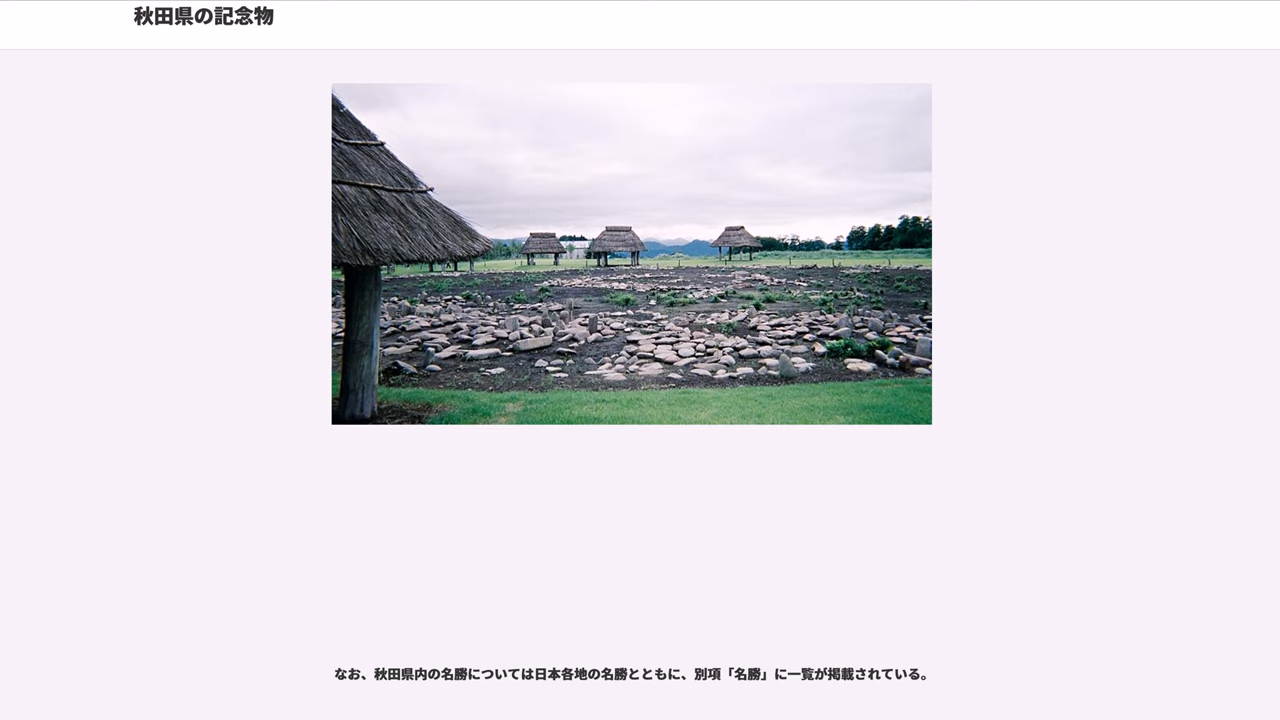 秋田県の記念物
なお、秋田県内の名勝については日本各地の名勝とともに、別項「名勝」に一覧が掲載されている。